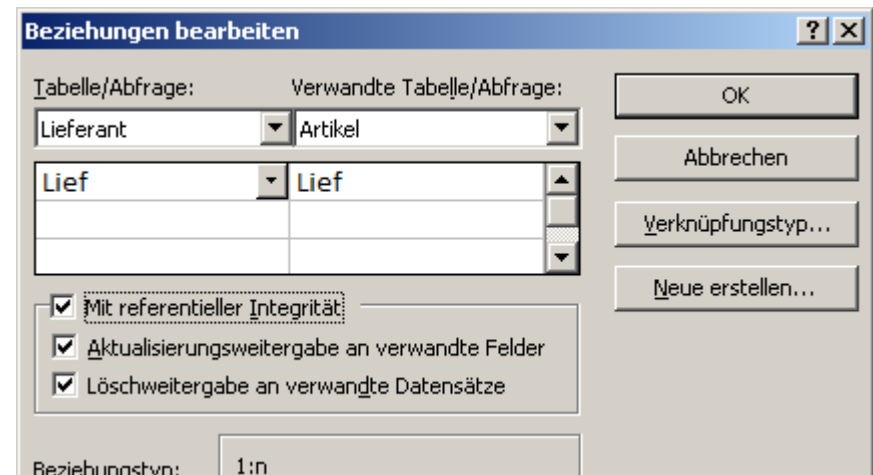 Beziehungen bearbeiten
Tabelle/Abfrage: Verwandte Tabelle/Abfrage:
Lieferant Artikel
Lief Lief
Mit referentieller Integrität
Aktualisierungsweitergabe an verwandte Felder
Löschweitergabe an verwandte Datensätze
Beziehungstyp: 1:n
OK
Abbrechen
Verknüpfungstyp...
Neue erstellen...